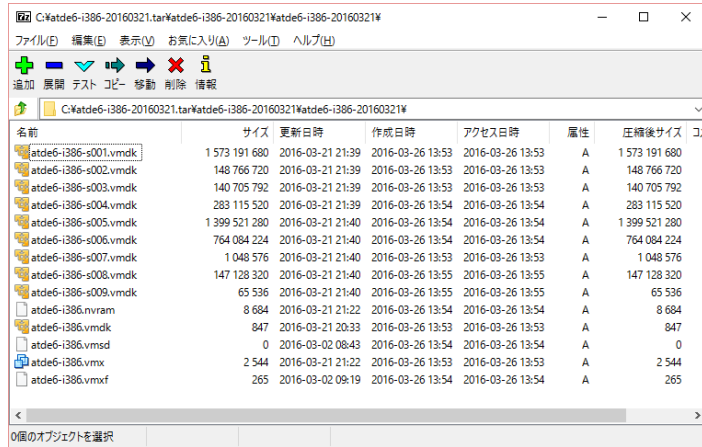 7z C:¥atde6-i386-20160321.tar¥atde6-i386-20160321¥atde6-i386-20160321¥
ファイル(F) 編集(E) 表示(V) お気に入り(A) ツール(T) ヘルプ(H)
追加 展開 テスト コピー 移動 削除 情報
C:¥atde6-i386-20160321.tar¥atde6-i386-20160321¥atde6-i386-20160321¥
名前 サイズ 更新日時 作成日時 アクセス日時 属性 圧縮後サイズ コメ
atde6-i386-s001.vmdk 1 573 191 680 2016-03-21 21:39 2016-03-26 13:53 2016-03-26 13:53 A 1 573 191 680
atde6-i386-s002.vmdk 148 766 720 2016-03-21 21:39 2016-03-26 13:53 2016-03-26 13:53 A 148 766 720
atde6-i386-s003.vmdk 140 705 792 2016-03-21 21:39 2016-03-26 13:53 2016-03-26 13:53 A 140 705 792
atde6-i386-s004.vmdk 283 115 520 2016-03-21 21:39 2016-03-26 13:54 2016-03-26 13:54 A 283 115 520
atde6-i386-s005.vmdk 1 399 521 280 2016-03-21 21:40 2016-03-26 13:54 2016-03-26 13:54 A 1 399 521 280
atde6-i386-s006.vmdk 764 084 224 2016-03-21 21:40 2016-03-26 13:54 2016-03-26 13:54 A 764 084 224
atde6-i386-s007.vmdk 1 048 576 2016-03-21 21:40 2016-03-26 13:53 2016-03-26 13:53 A 1 048 576
atde6-i386-s008.vmdk 147 128 320 2016-03-21 21:40 2016-03-26 13:55 2016-03-26 13:55 A 147 128 320
atde6-i386-s009.vmdk 65 536 2016-03-21 21:40 2016-03-26 13:55 2016-03-26 13:55 A 65 536
atde6-i386.nvram 8 684 2016-03-21 21:22 2016-03-26 13:54 2016-03-26 13:54 A 8 684
atde6-i386.vmdk 847 2016-03-21 20:33 2016-03-26 13:53 2016-03-26 13:53 A 847
atde6-i386.vmsd 0 2016-03-02 08:43 2016-03-26 13:54 2016-03-26 13:54 A 0
atde6-i386.vmx 2 544 2016-03-21 21:22 2016-03-26 13:53 2016-03-26 13:53 A 2 544
atde6-i386.vmxf 265 2016-03-02 09:19 2016-03-26 13:54 2016-03-26 13:54 A 265
0個のオブジェクトを選択